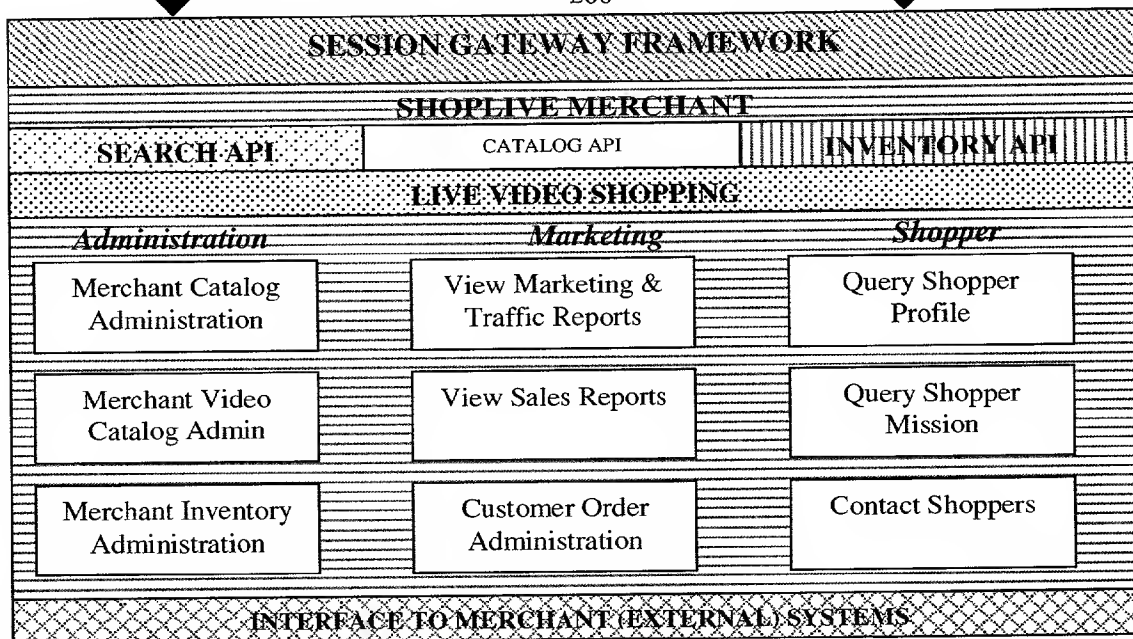 SESSION GATEWAY FRAMEWORK
SHOPLIVE MERCHANT
SEARCH API
CATALOG API
INVENTORY API
LIVE VIDEO SHOPPING
Administration
Marketing
Shopper
Merchant Catalog
Administration
View Marketing &
Traffic Reports
Query Shopper
Profile
Merchant Video
Catalog Admin
View Sales Reports
Query Shopper
Mission
Merchant Inventory
Administration
Customer Order
Administration
Contact Shoppers
INTERFACE TO MERCHANT (EXTERNAL) SYSTEMS